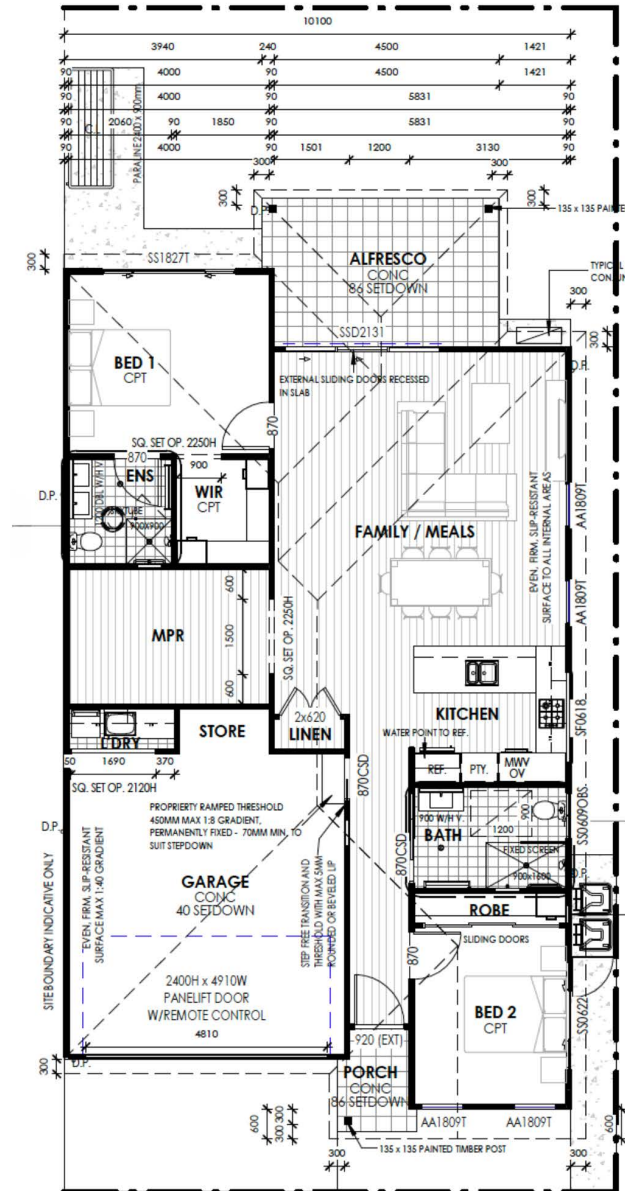 10100
3940 240 4500 1421
90 4000 90 4500 1421
90 4000 90 5831 90
90 2060 90 1850 90 5831 90
90 4000 90 1501 1200 3130 90
300 300
PARALINE 2400 x 900mm
C
300
300
D.P.
135 x 135 PAINTE
SS1827T
ALFRESCO
CONC
86 SETDOWN
TYPICAL
CONSUM
300
300
300
SSD2131
D.P.
BED 1
CPT
EXTERNAL SLIDING DOORS RECESSED
IN SLAB
870
SQ. SET OP. 2250H
870
900
ENS
WIR
CPT
D.P.
900X900
EVEN, FIRM, SLIP-RESISTANT
SURFACE TO ALL INTERNAL AREAS
AA1809T
FAMILY / MEALS
AA1809T
600
MPR
1500
SQ. SET OP. 2250H
600
KITCHEN
SF0618
L'DRY
STORE
2x620
LINEN
WATER POINT TO REF.
REF.
PTY.
MWV
OV
50 1690 370
SQ. SET OP. 2120H
870CSD
PROPRIERTY RAMPED THRESHOLD
450MM MAX 1:8 GRADIENT,
PERMANENTLY FIXED - 70MM MIN. TO
SUIT STEPDOWN
900 W/H V.
900
1200
SS0609OBS.
D.P.
BATH
870CSD
FIXED SCREEN
900x1600
D.P.
SITE BOUNDARY INDICATIVE ONLY
EVEN, FIRM, SLIP-RESISTANT
SURFACE MAX 1:40 GRADIENT
GARAGE
CONC
40 SETDOWN
STEP FREE TRANSITION AND
THRESHOLD WITH MAX 5MM
ROUNDED OR BEVELED LIP
ROBE
SLIDING DOORS
870
2400H x 4910W
PANELIFT DOOR
W/REMOTE CONTROL
4810
BED 2
CPT
SS0622
920 (EXT)
300
D.P.
PORCH
CONC
86 SETDOWN
600
300 300
AA1809T AA1809T
600
135 x 135 PAINTED TIMBER POST
300 300